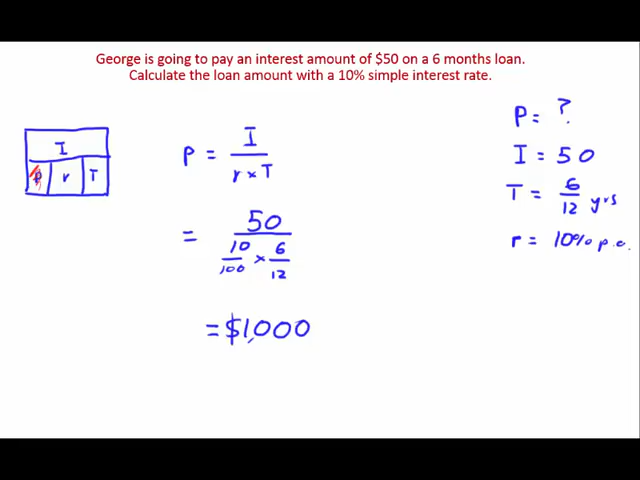 George is going to pay an interest amount of $50 on a 6 months loan.
Calculate the loan amount with a 10% simple interest rate.
I
P r T
P = I / r × T
= 50 / 10/100 × 6/12
= $1,000
P = ?
I = 50
T = 6/12 yrs
r = 10% p.a.